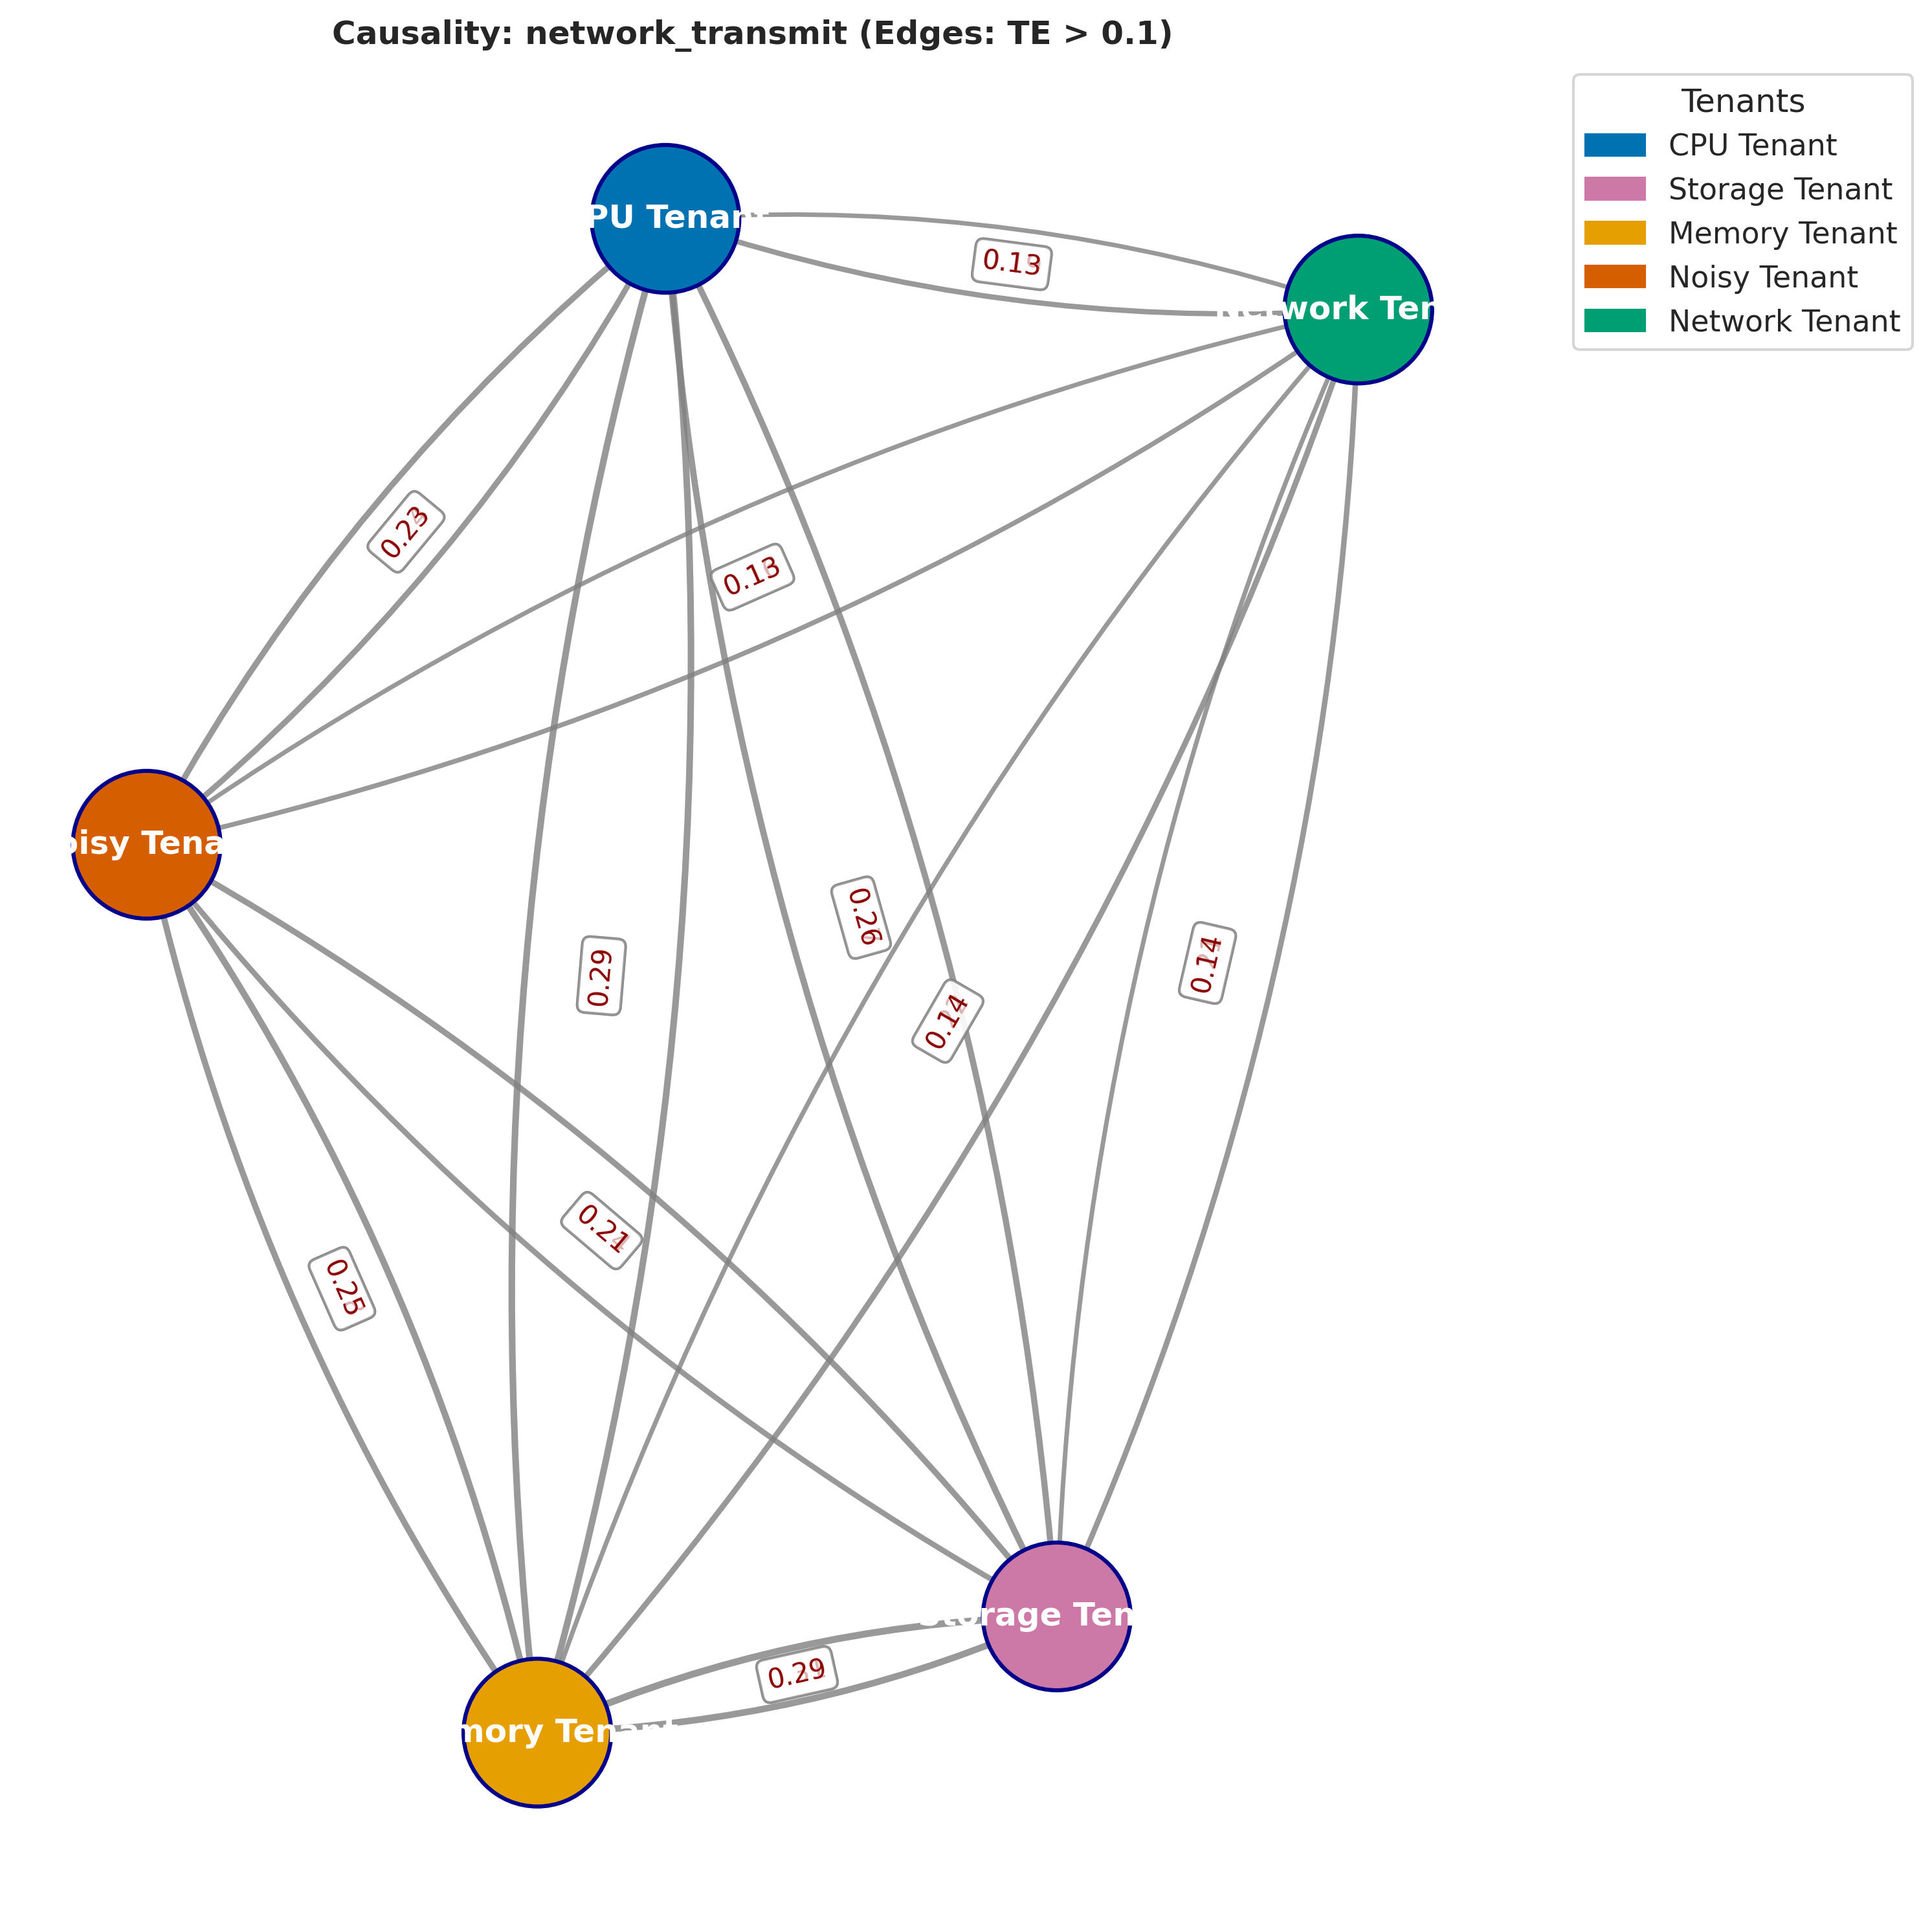 Causality: network_transmit (Edges: TE > 0.1)
Tenants
CPU Tenant
Storage Tenant
Memory Tenant
Noisy Tenant
Network Tenant
PU Tenant
0.13
work Ten
0.23
0.13
oisy Tena
0.26
0.29
0.14
0.14
0.21
0.25
Storage Ten
0.29
mory Tenant